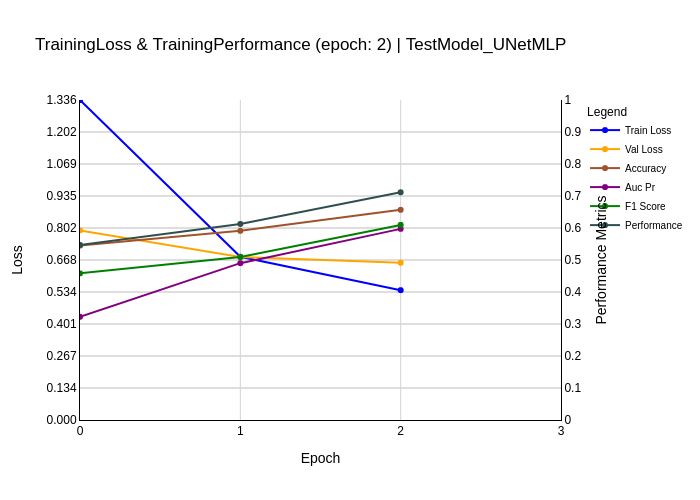 TrainingLoss & TrainingPerformance (epoch: 2) | TestModel_UNetMLP
1.336
1.202
1.069
0.935
0.802
0.668
0.534
0.401
0.267
0.134
0.000
Loss
0
1
2
3
Epoch
1
0.9
0.8
0.7
0.6
0.5
0.4
0.3
0.2
0.1
0
Performance Metrics
Legend
Train Loss
Val Loss
Accuracy
Auc Pr
F1 Score
Performance